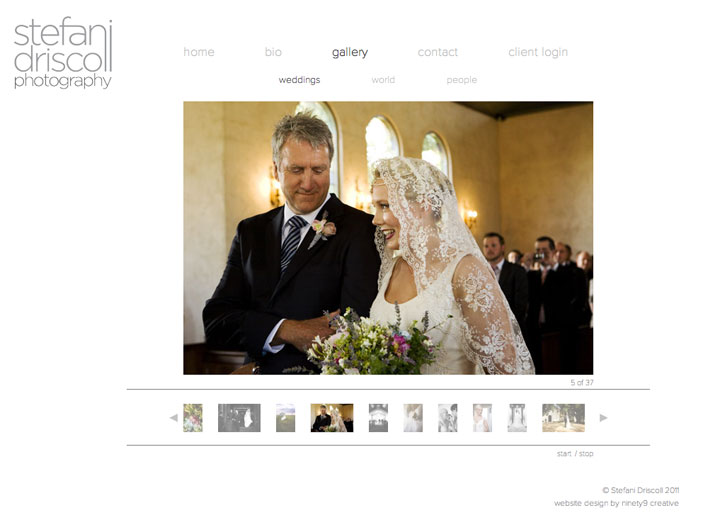 stefani
driscoll
photography
home bio gallery contact client login
weddings world people
5 of 37
start / stop
© Stefani Driscoll 2011
website design by ninety9 creative